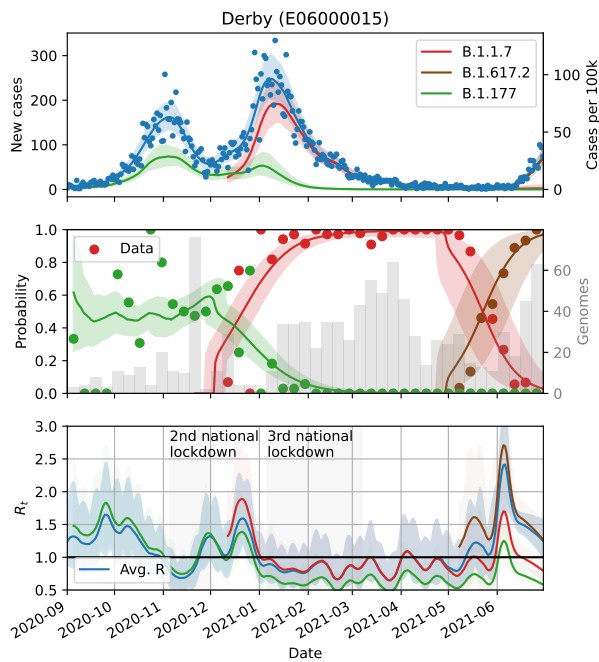 Derby (E06000015)
300
200
100
0
New cases
100
50
0
Cases per 100k
B.1.1.7
B.1.617.2
B.1.177
1.0
0.8
0.6
0.4
0.2
0.0
Probability
Data
60
40
20
0
Genomes
3.0
2.5
2.0
1.5
1.0
0.5
Rt
2nd national
lockdown
3rd national
lockdown
Avg. R
2020-09
2020-10
2020-11
2020-12
2021-01
2021-02
2021-03
2021-04
2021-05
2021-06
Date